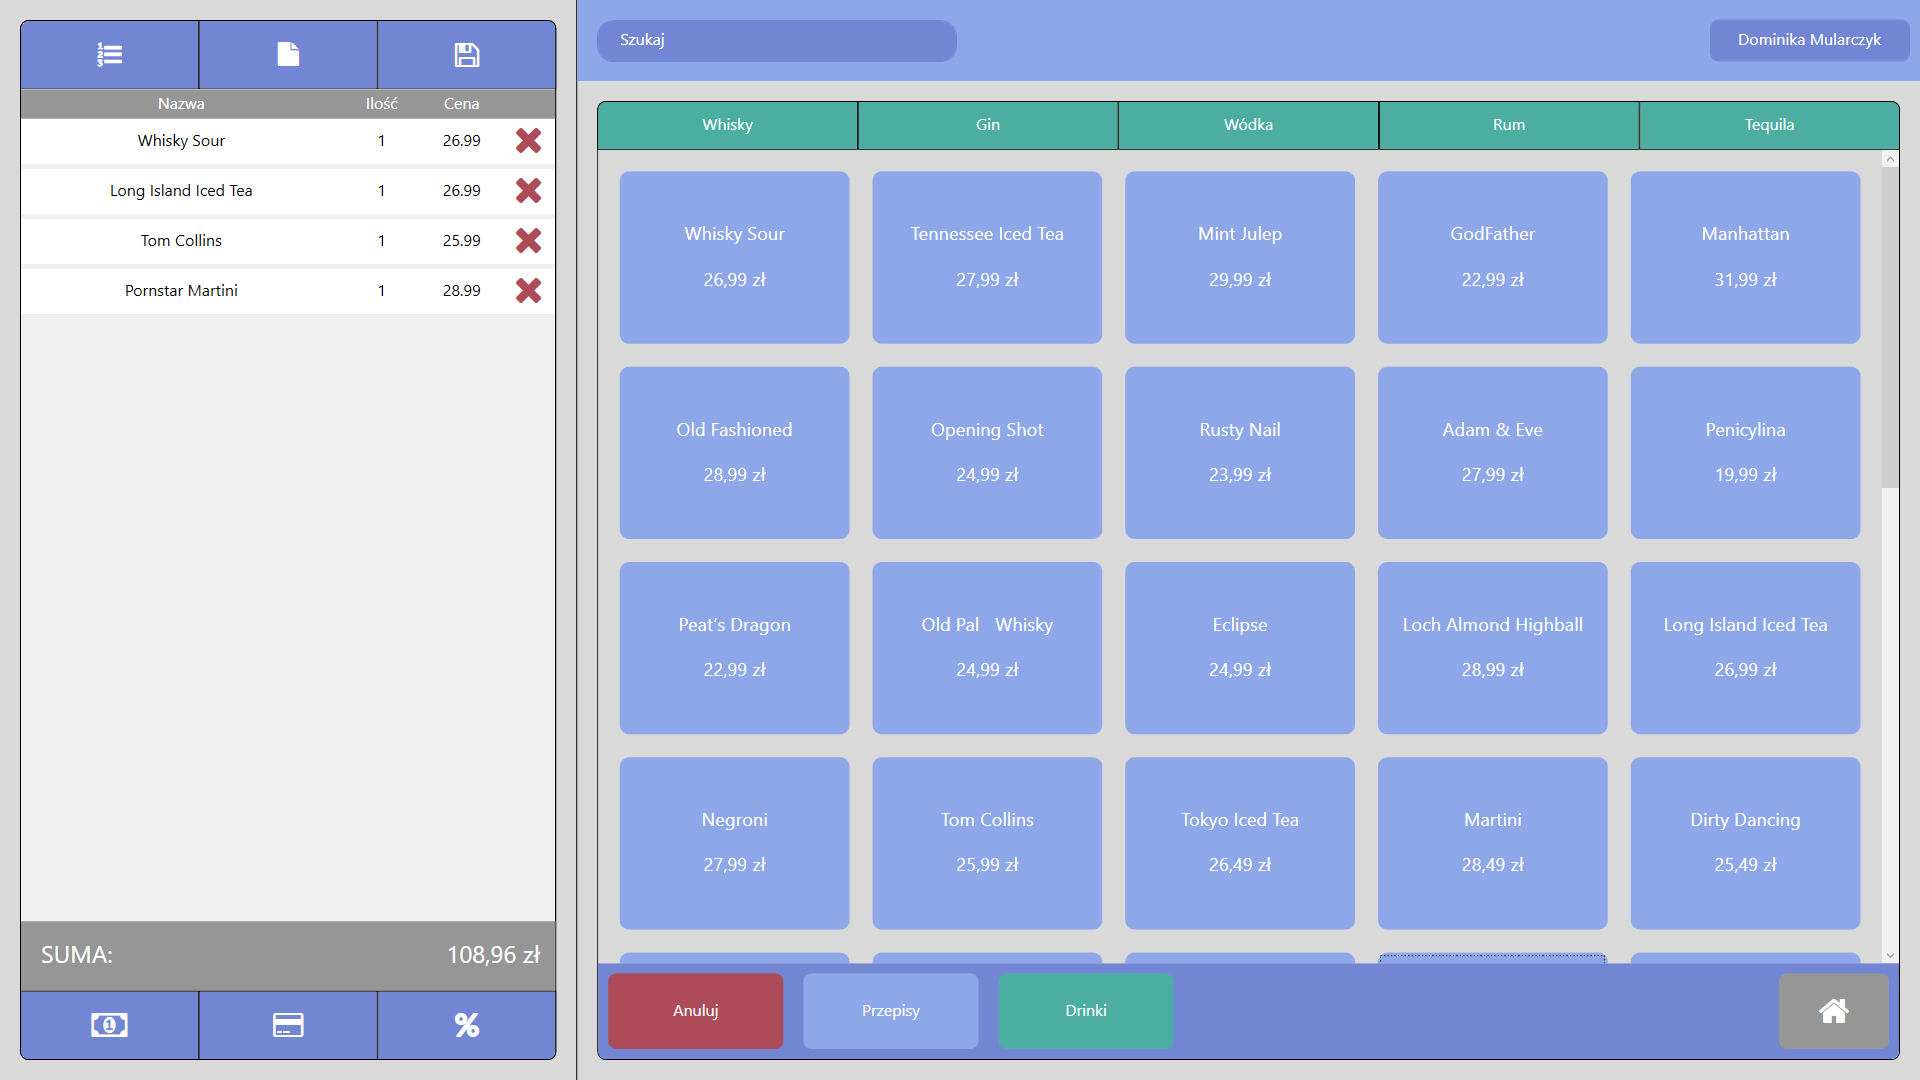 Nazwa Ilość Cena
Whisky Sour 1 26.99
Long Island Iced Tea 1 26.99
Tom Collins 1 25.99
Pornstar Martini 1 28.99
SUMA: 108,96 zł
Szukaj
Dominika Mularczyk
Whisky Gin Wódka Rum Tequila
Whisky Sour Tennessee Iced Tea Mint Julep GodFather Manhattan
26,99 zł 27,99 zł 29,99 zł 22,99 zł 31,99 zł
Old Fashioned Opening Shot Rusty Nail Adam & Eve Penicylina
28,99 zł 24,99 zł 23,99 zł 27,99 zł 19,99 zł
Peat’s Dragon Old Pal Whisky Eclipse Loch Almond Highball Long Island Iced Tea
22,99 zł 24,99 zł 24,99 zł 28,99 zł 26,99 zł
Negroni Tom Collins Tokyo Iced Tea Martini Dirty Dancing
27,99 zł 25,99 zł 26,49 zł 28,49 zł 25,49 zł
Anuluj Przepisy Drinki